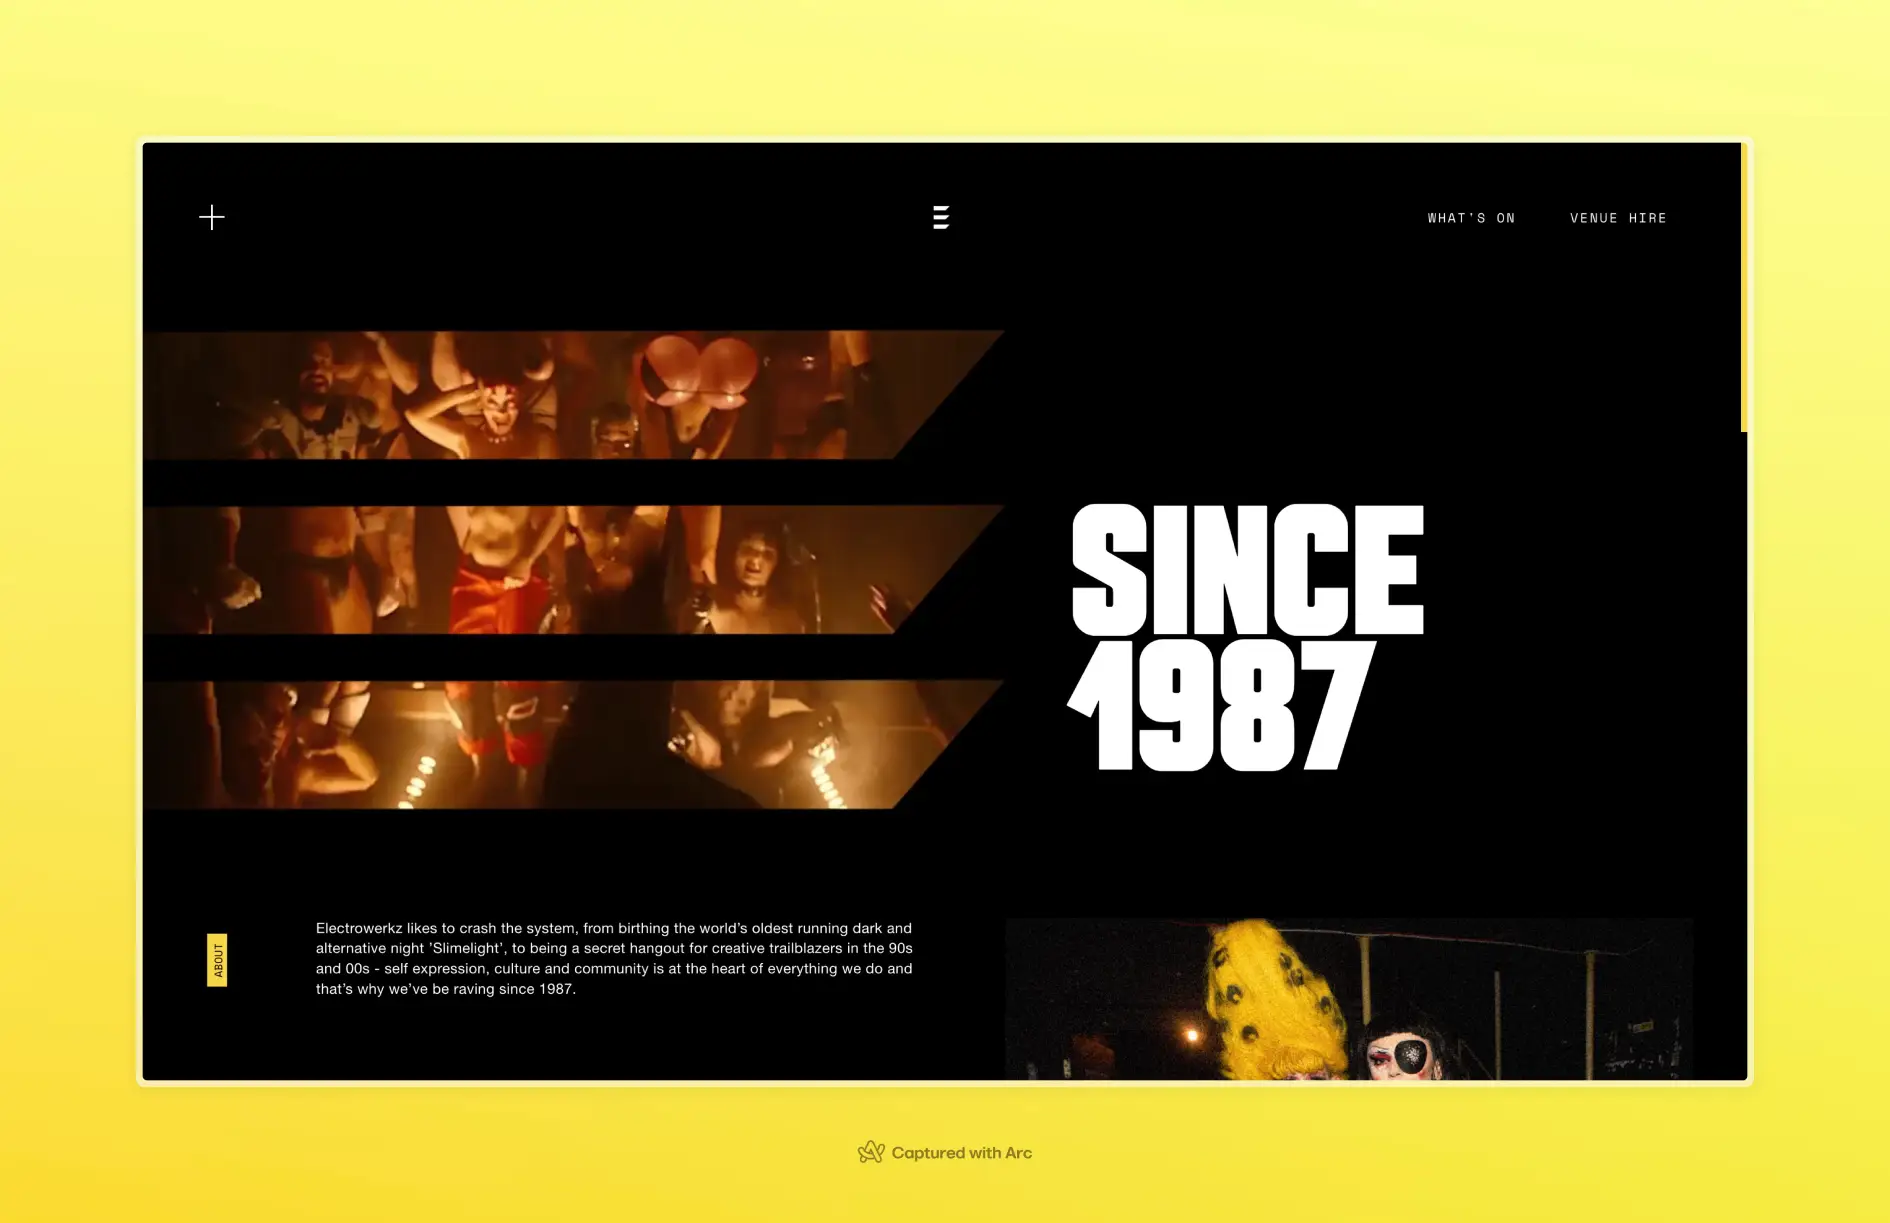 WHAT'S ON
VENUE HIRE
SINCE
1987
ABOUT
Electrowerkz likes to crash the system, from birthing the world’s oldest running dark and
alternative night ’Slimelight’, to being a secret hangout for creative trailblazers in the 90s
and 00s - self expression, culture and community is at the heart of everything we do and
that’s why we’ve be raving since 1987.
Captured with Arc